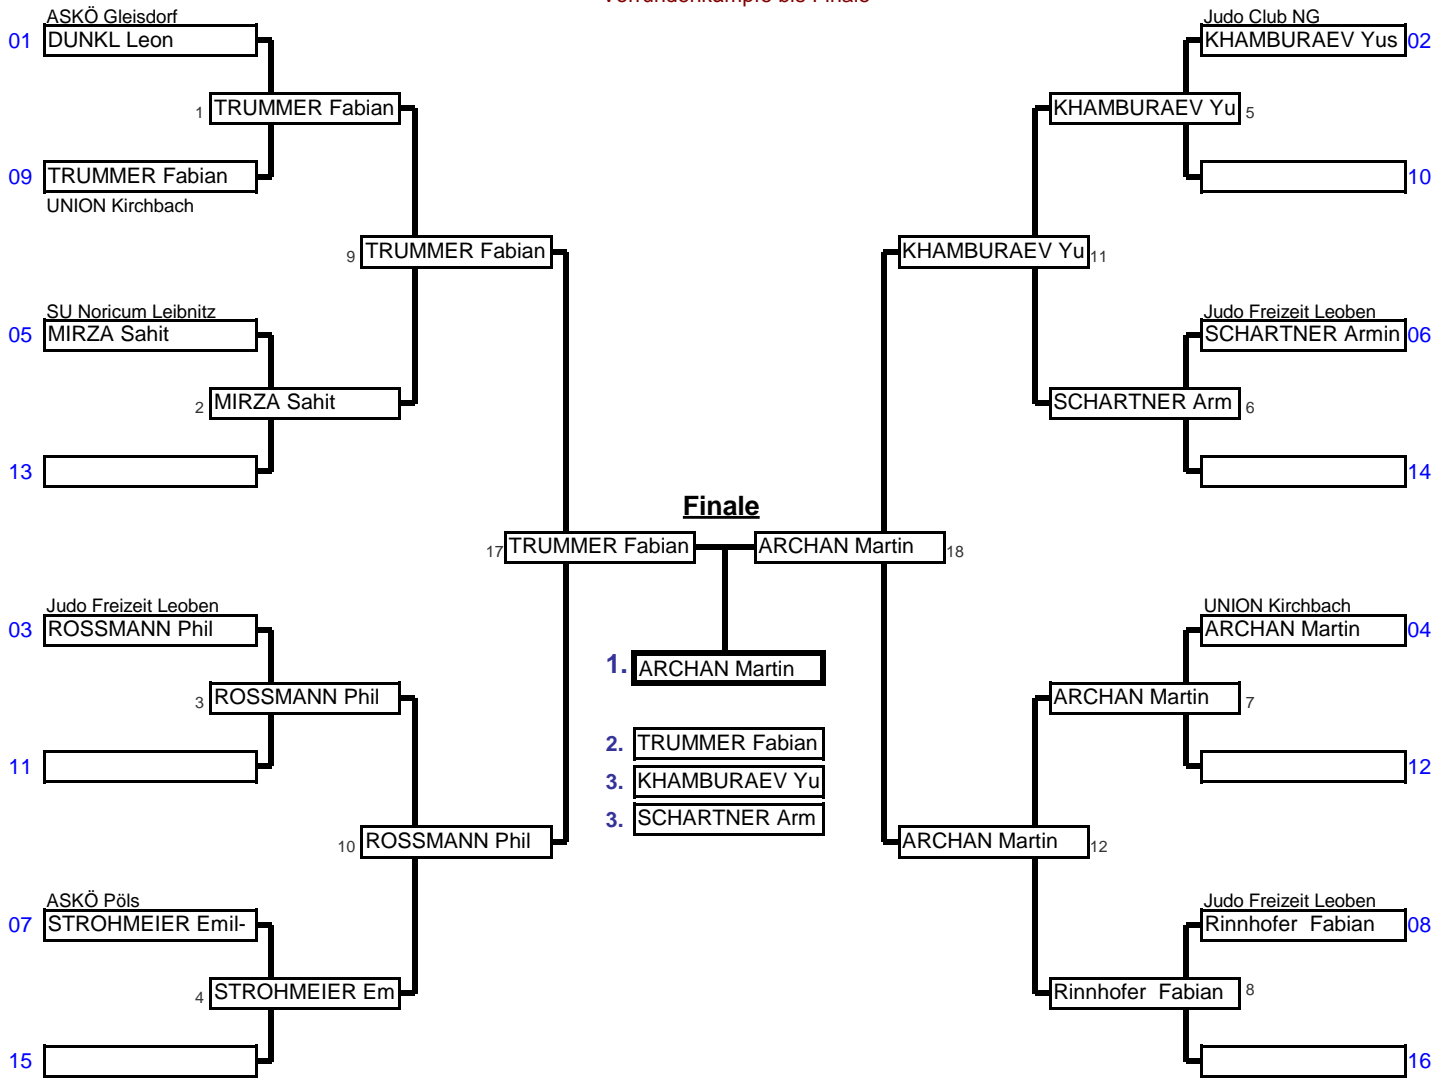 Vorrundenkämpfe bis Finale
ASKÖ Gleisdorf
01 DUNKL Leon
1 TRUMMER Fabian
09 TRUMMER Fabian
UNION Kirchbach
9 TRUMMER Fabian
SU Noricum Leibnitz
05 MIRZA Sahit
2 MIRZA Sahit
13
17 TRUMMER Fabian
Judo Freizeit Leoben
03 ROSSMANN Phil
3 ROSSMANN Phil
11
10 ROSSMANN Phil
ASKÖ Pöls
07 STROHMEIER Emil-
4 STROHMEIER Em
15
Finale
1. ARCHAN Martin
2. TRUMMER Fabian
3. KHAMBURAEV Yu
3. SCHARTNER Arm
Judo Club NG
KHAMBURAEV Yus 02
KHAMBURAEV Yu 5
10
KHAMBURAEV Yu 11
Judo Freizeit Leoben
SCHARTNER Armin 06
SCHARTNER Arm 6
14
ARCHAN Martin 18
UNION Kirchbach
ARCHAN Martin 04
ARCHAN Martin 7
12
ARCHAN Martin 12
Judo Freizeit Leoben
Rinnhofer Fabian 08
Rinnhofer Fabian 8
16